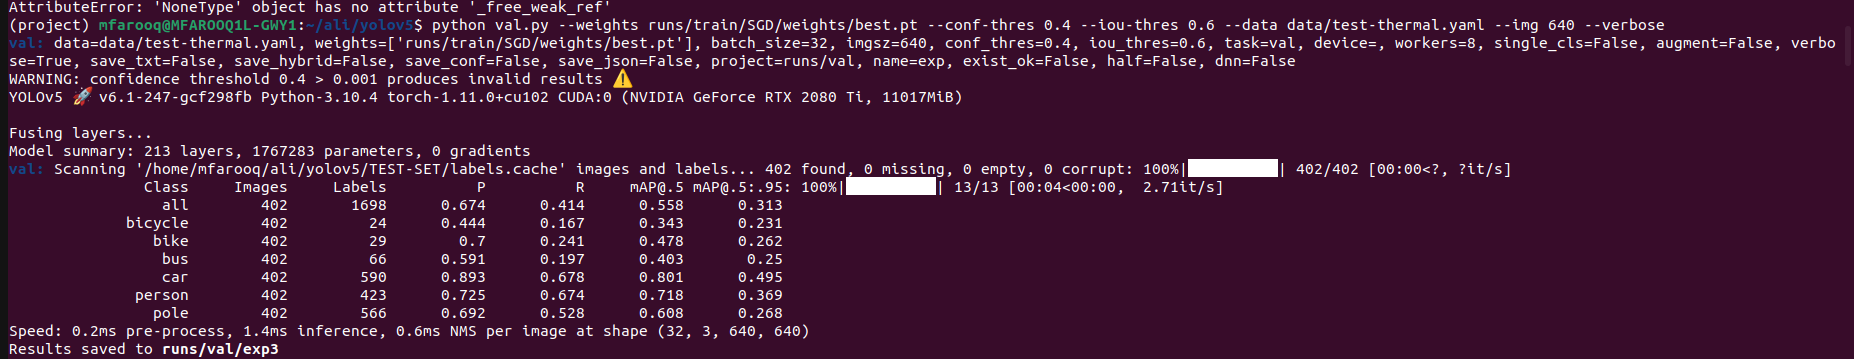 AttributeError: 'NoneType' object has no attribute '_free_weak_ref'
(project) mfarooq@MFAROOQ1L-GWY1:~/ali/yolov5$ python val.py --weights runs/train/SGD/weights/best.pt --conf-thres 0.4 --iou-thres 0.6 --data data/test-thermal.yaml --img 640 --verbose
val: data=data/test-thermal.yaml, weights=['runs/train/SGD/weights/best.pt'], batch_size=32, imgsz=640, conf_thres=0.4, iou_thres=0.6, task=val, device=, workers=8, single_cls=False, augment=False, verbo
se=True, save_txt=False, save_hybrid=False, save_conf=False, save_json=False, project=runs/val, name=exp, exist_ok=False, half=False, dnn=False
WARNING: confidence threshold 0.4 > 0.001 produces invalid results ⚠️
YOLOv5 🚀 v6.1-247-gcf298fb Python-3.10.4 torch-1.11.0+cu102 CUDA:0 (NVIDIA GeForce RTX 2080 Ti, 11017MiB)
Fusing layers...
Model summary: 213 layers, 1767283 parameters, 0 gradients
val: Scanning '/home/mfarooq/ali/yolov5/TEST-SET/labels.cache' images and labels... 402 found, 0 missing, 0 empty, 0 corrupt: 100%|██████████| 402/402 [00:00<?, ?it/s]
Class Images Labels P R mAP@.5 mAP@.5:.95: 100%|██████████| 13/13 [00:04<00:00, 2.71it/s]
all 402 1698 0.674 0.414 0.558 0.313
bicycle 402 24 0.444 0.167 0.343 0.231
bike 402 29 0.7 0.241 0.478 0.262
bus 402 66 0.591 0.197 0.403 0.25
car 402 590 0.893 0.678 0.801 0.495
person 402 423 0.725 0.674 0.718 0.369
pole 402 566 0.692 0.528 0.608 0.268
Speed: 0.2ms pre-process, 1.4ms inference, 0.6ms NMS per image at shape (32, 3, 640, 640)
Results saved to runs/val/exp3